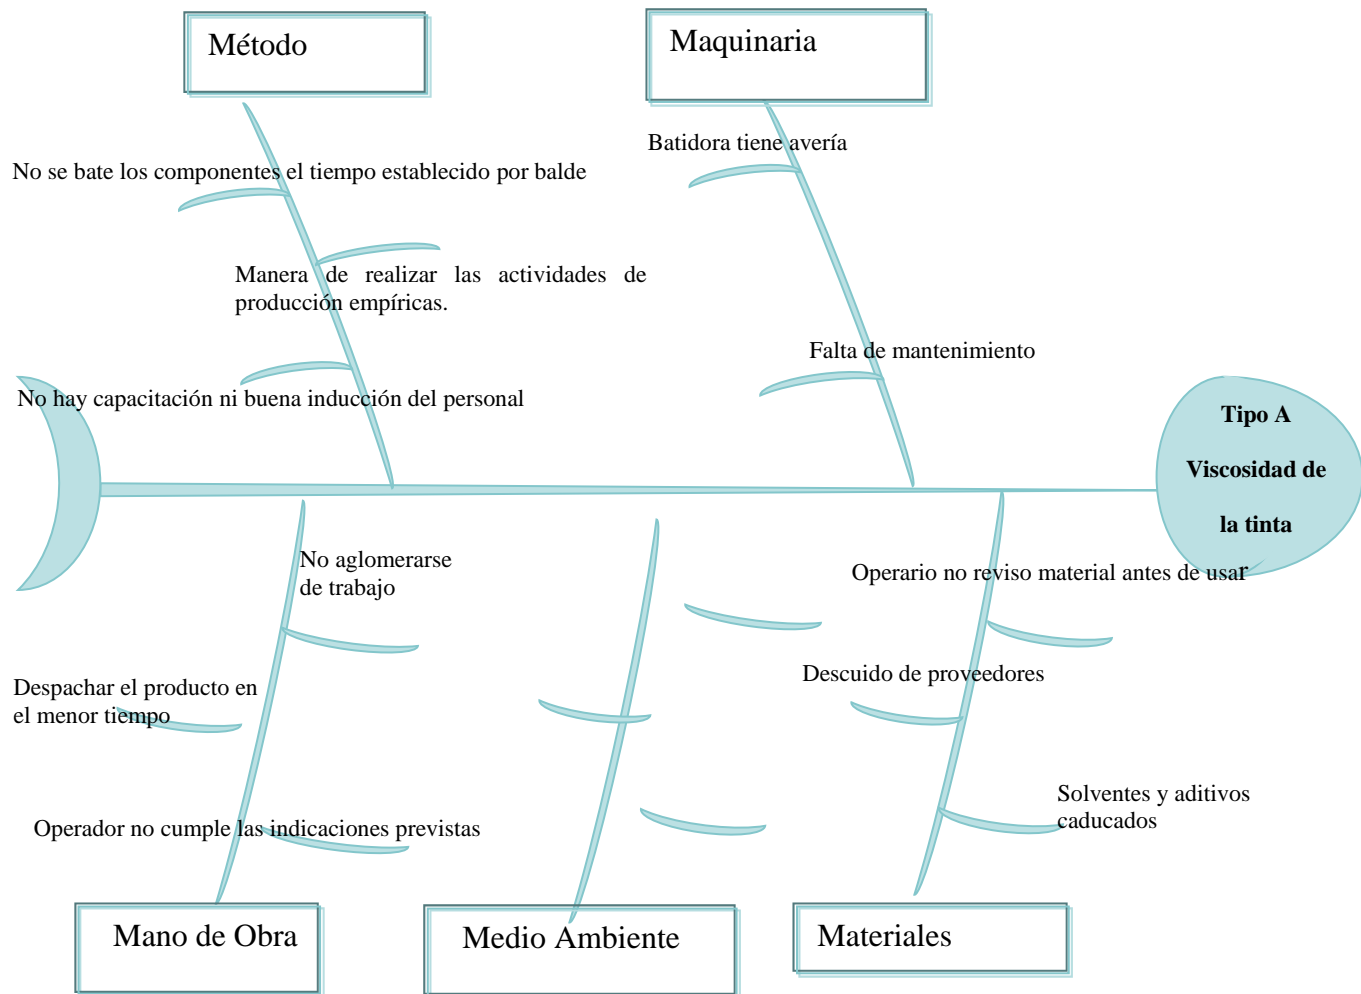 Método
Maquinaria
Batidora tiene avería
No se bate los componentes el tiempo establecido por balde
Manera de realizar las actividades de
producción empíricas.
Falta de mantenimiento
No hay capacitación ni buena inducción del personal
Tipo A
Viscosidad de
la tinta
No aglomerarse
de trabajo
Operario no reviso material antes de usar
Despachar el producto en
el menor tiempo
Descuido de proveedores
Solventes y aditivos
caducados
Operador no cumple las indicaciones previstas
Mano de Obra
Medio Ambiente
Materiales